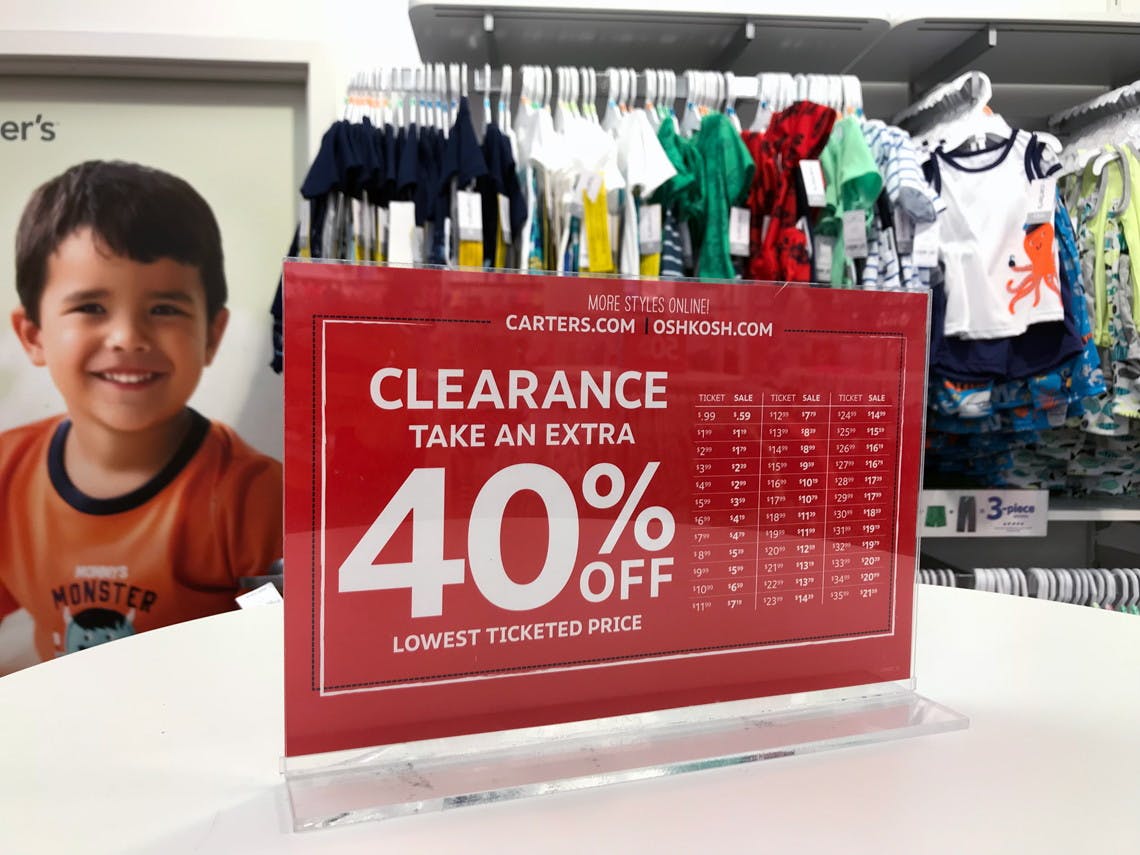 er's
MORE STYLES ONLINE!
CARTERS.COM | OSHKOSH.COM
CLEARANCE
TAKE AN EXTRA
40% OFF
LOWEST TICKETED PRICE
TICKET SALE TICKET SALE TICKET SALE
$.99 $.59 $12.99 $7.79 $24.99 $14.99
$1.99 $1.19 $13.99 $8.39 $25.99 $15.59
$2.99 $1.79 $14.99 $8.99 $26.99 $16.19
$3.99 $2.39 $15.99 $9.59 $27.99 $16.79
$4.99 $2.99 $16.99 $10.19 $28.99 $17.39
$5.99 $3.59 $17.99 $10.79 $29.99 $17.99
$6.99 $4.19 $18.99 $11.39 $30.99 $18.59
$7.99 $4.79 $19.99 $11.99 $31.99 $19.19
$8.99 $5.39 $20.99 $12.59 $32.99 $19.79
$9.99 $5.99 $21.99 $13.19 $33.99 $20.39
$10.99 $6.59 $22.99 $13.79 $34.99 $20.99
$11.99 $7.19 $23.99 $14.39 $35.99 $21.59
MOMMY'S
MONSTER
3-piece